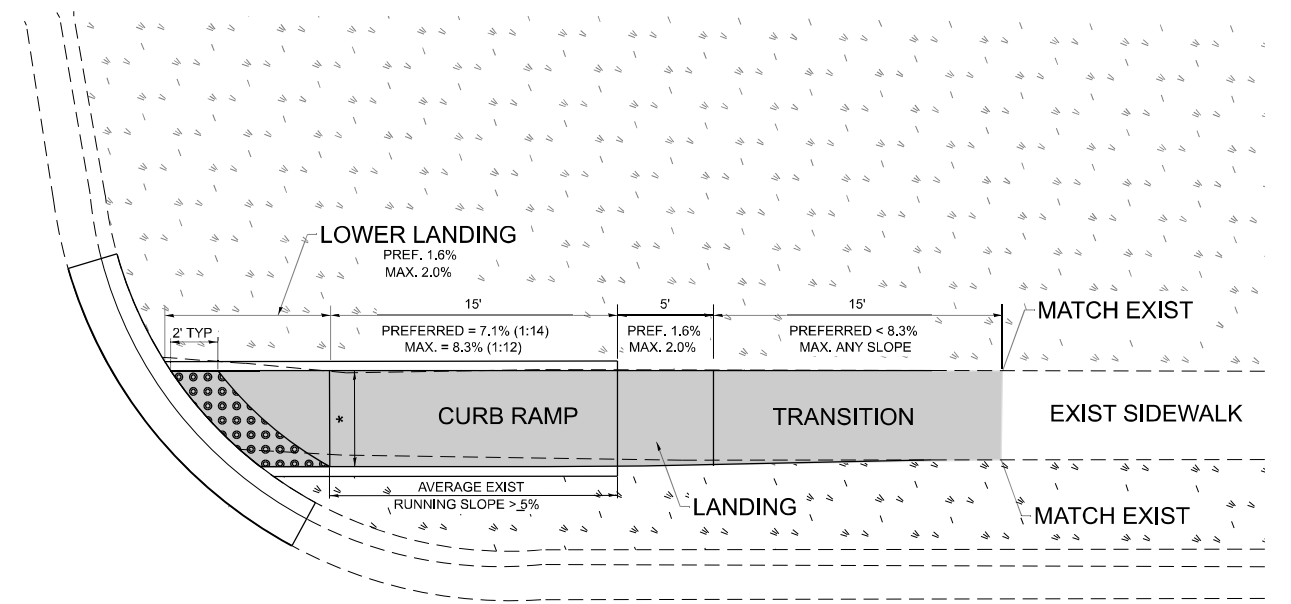 LOWER LANDING
PREF. 1.6%
MAX. 2.0%
2' TYP
15'
PREFERRED = 7.1% (1:14)
MAX. = 8.3% (1:12)
5'
PREF. 1.6%
MAX. 2.0%
15'
PREFERRED < 8.3%
MAX. ANY SLOPE
MATCH EXIST
*
CURB RAMP
TRANSITION
EXIST SIDEWALK
AVERAGE EXIST
RUNNING SLOPE > 5%
LANDING
MATCH EXIST